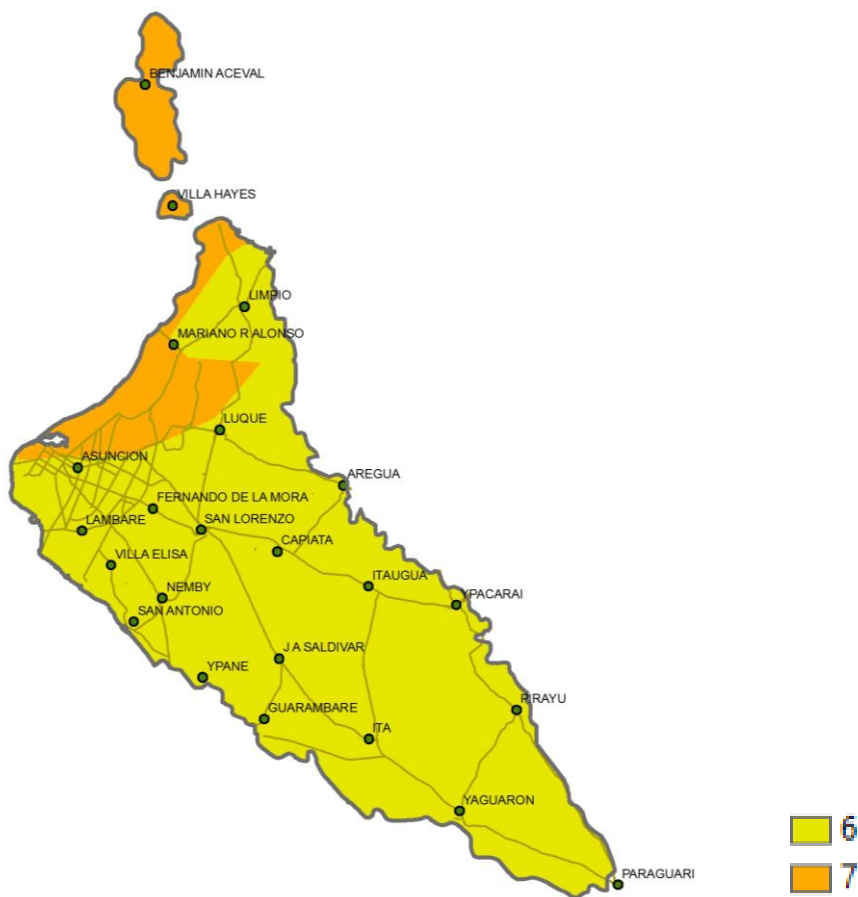 BENJAMIN ACEVAL
VILLA HAYES
LIMPIO
MARIANO R ALONSO
LUQUE
ASUNCION
AREGUA
FERNANDO DE LA MORA
LAMBARE
SAN LORENZO
CAPIATA
VILLA ELISA
ITAUGUA
NEMBY
YPACARAI
SAN ANTONIO
J A SALDIVAR
YPANE
PIRAYU
GUARAMBARE
ITA
YAGUARON
6
PARAGUARI
7